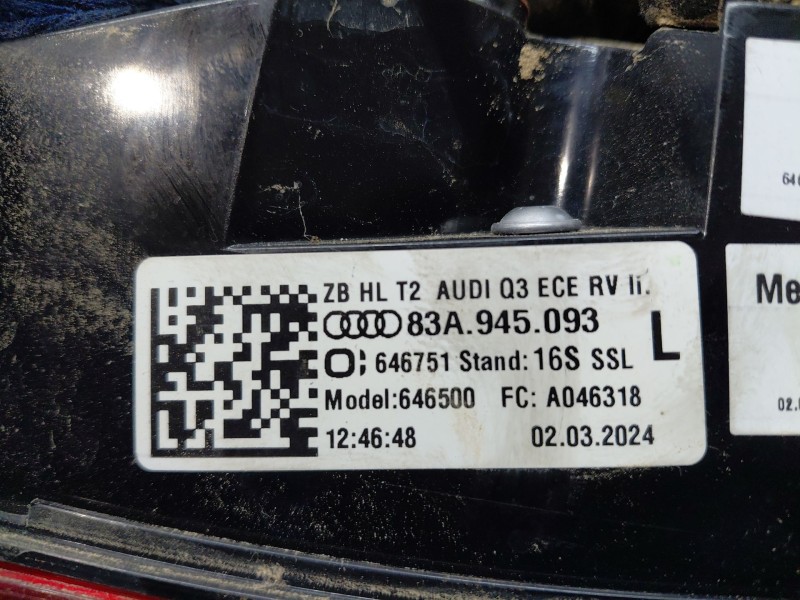 ZB HL T2 AUDI Q3 ECE RV li.
83A.945.093
L
646751 Stand: 16S SSL
Model:646500 FC: A046318
12:46:48 02.03.2024